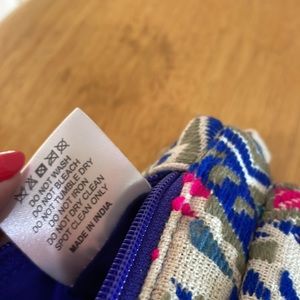 DO NOT WASH
DO NOT BLEACH
DO NOT TUMBLE DRY
DO NOT IRON
DO NOT DRY CLEAN
SPOT CLEAN ONLY
MADE IN INDIA